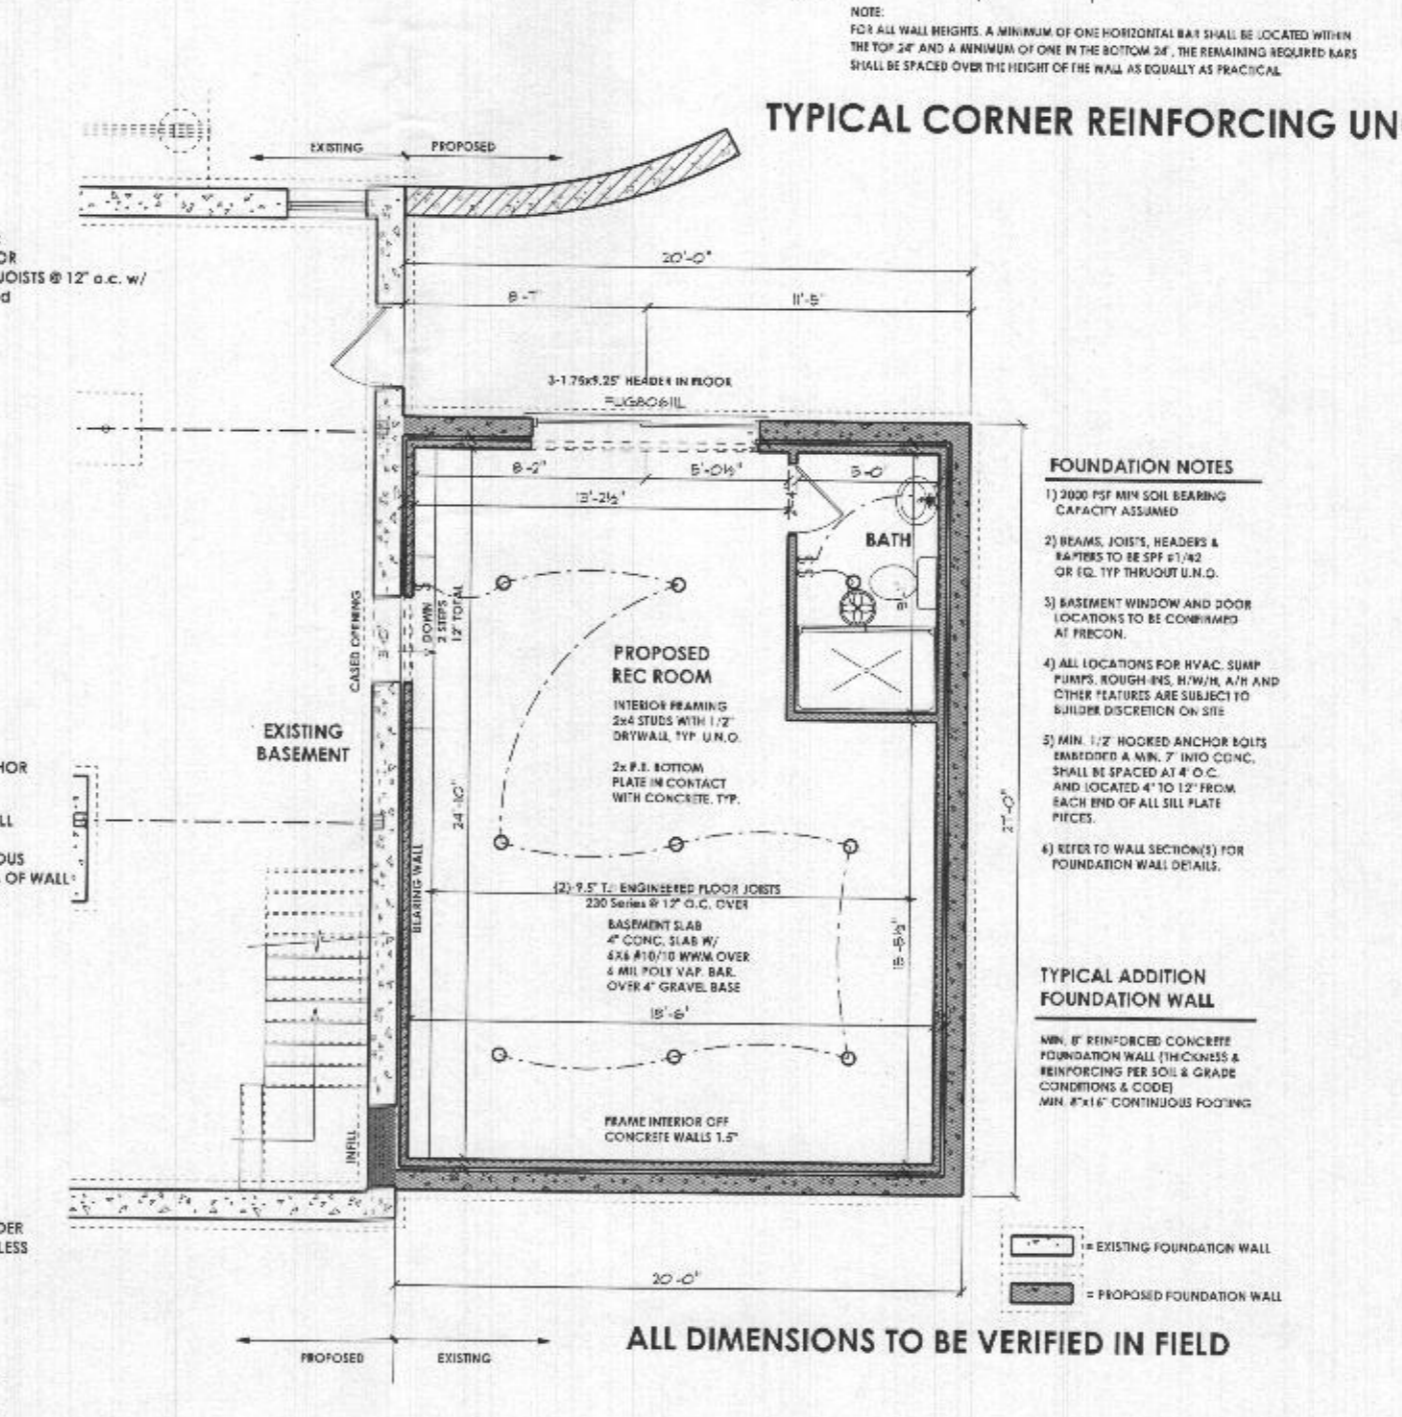 NOTE:
FOR ALL WALL HEIGHTS, A MINIMUM OF ONE HORIZONTAL BAR SHALL BE LOCATED WITHIN
THE TOP 24" AND A MINIMUM OF ONE IN THE BOTTOM 24". THE REMAINING REQUIRED BARS
SHALL BE SPACED OVER THE HEIGHT OF THE WALL AS EQUALLY AS PRACTICAL
TYPICAL CORNER REINFORCING UN
EXISTING
PROPOSED
OR
JOISTS @ 12" o.c. w/
d
20'-0"
8'-7"
11'-5"
3-1.75x9.25" HEADER IN FLOOR
8'-2"
5'-0½"
5'-0"
13'-2½"
BATH
CASED OPENING
3'-0"
DOWN
2 STEPS
12" TOTAL
PROPOSED
REC ROOM
INTERIOR FRAMING
2x4 STUDS WITH 1/2"
DRYWALL, TYP U.N.O.
2x P.T. BOTTOM
PLATE IN CONTACT
WITH CONCRETE, TYP.
EXISTING
BASEMENT
HOR
LL
OUS
OF WALL
24'-10"
BEARING WALL
(2) 9.5" TJI ENGINEERED FLOOR JOISTS
230 Series @ 12" O.C. OVER
BASEMENT SLAB
4" CONC. SLAB W/
6X6 #10/10 WWM OVER
6 MIL POLY VAP. BAR.
OVER 4" GRAVEL BASE
18'-6"
FRAME INTERIOR OFF
CONCRETE WALLS 1.5"
INFILL
DER
LESS
20'-0"
PROPOSED
EXISTING
FOUNDATION NOTES
1) 2000 PSF MIN SOIL BEARING
CAPACITY ASSUMED
2) BEAMS, JOISTS, HEADERS &
RAFTERS TO BE SPF #1/#2
OR EQ. TYP THRUOUT U.N.O.
3) BASEMENT WINDOW AND DOOR
LOCATIONS TO BE CONFIRMED
AT PRECON.
4) ALL LOCATIONS FOR HVAC, SUMP
PUMPS, ROUGH-INS, H/W/H, A/H AND
OTHER FEATURES ARE SUBJECT TO
BUILDER DISCRETION ON SITE
5) MIN. 1/2" HOOKED ANCHOR BOLTS
EMBEDDED A MIN. 7" INTO CONC.
SHALL BE SPACED AT 4' O.C.
AND LOCATED 4" TO 12" FROM
EACH END OF ALL SILL PLATE
PIECES.
6) REFER TO WALL SECTION(S) FOR
FOUNDATION WALL DETAILS.
TYPICAL ADDITION
FOUNDATION WALL
MIN. 8" REINFORCED CONCRETE
FOUNDATION WALL (THICKNESS &
REINFORCING PER SOIL & GRADE
CONDITIONS & CODE)
MIN. 8"x16" CONTINUOUS FOOTING
= EXISTING FOUNDATION WALL
= PROPOSED FOUNDATION WALL
ALL DIMENSIONS TO BE VERIFIED IN FIELD